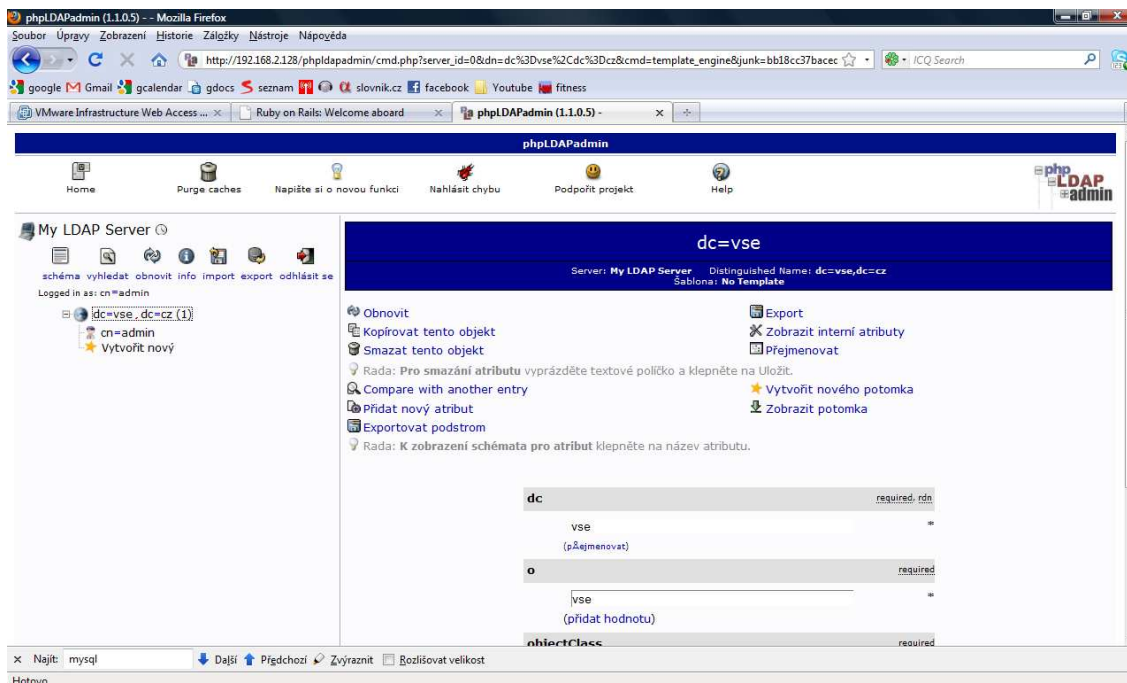 phpLDAPadmin (1.1.0.5) - - Mozilla Firefox
Soubor Úpravy Zobrazení Historie Záložky Nástroje Nápověda
http://192.168.2.128/phpldapadmin/cmd.php?server_id=0&dn=dc%3Dvse%2Cdc%3Dcz&cmd=template_engine&junk=bb18cc37bacec ICQ Search
google Gmail gcalendar gdocs seznam slovnik.cz facebook Youtube fitness
VMware Infrastructure Web Access ... Ruby on Rails: Welcome aboard phpLDAPadmin (1.1.0.5) -
phpLDAPadmin
Home Purge caches Napište si o novou funkci Nahlásit chybu Podpořit projekt Help
php LDAP admin
My LDAP Server
schéma vyhledat obnovit info import export odhlásit se
Logged in as: cn=admin
dc=vse, dc=cz (1)
cn=admin
Vytvořit nový
dc=vse
Server: My LDAP Server Distinguished Name: dc=vse,dc=cz
Šablona: No Template
Obnovit Export
Kopírovat tento objekt Zobrazit interní atributy
Smazat tento objekt Přejmenovat
Rada: Pro smazání atributu vyprázděte textové políčko a klepněte na Uložit.
Compare with another entry Vytvořit nového potomka
Přidat nový atribut Zobrazit potomka
Exportovat podstrom
Rada: K zobrazení schémata pro atribut klepněte na název atributu.
dc required, rdn
vse *
(pÅejmenovat)
o required
vse *
(přidat hodnotu)
objectClass required
× Najít: mysql Další Předchozí Zvýraznit Rozlišovat velikost
Hotovo